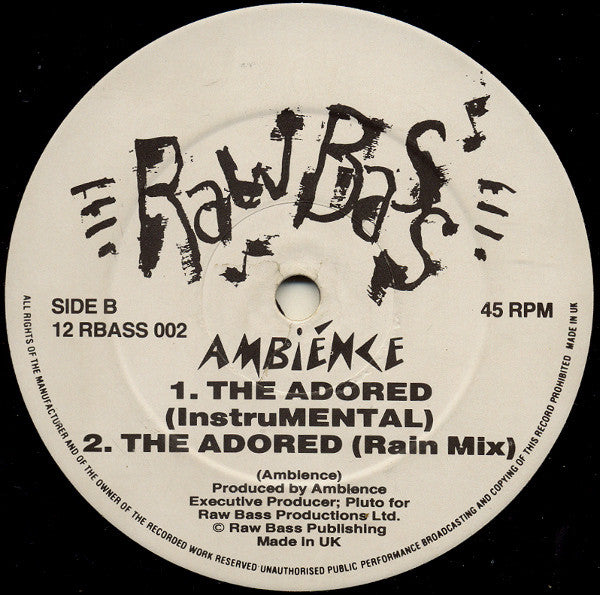 Raw Bass
SIDE B
12 RBASS 002
45 RPM
AMBiéNCE
1. THE ADORED
(InstruMENTAL)
2. THE ADORED (Rain Mix)
(Ambience)
Produced by Ambience
Executive Producer; Pluto for
Raw Bass Productions Ltd.
© Raw Bass Publishing
Made in UK
ALL RIGHTS OF THE MANUFACTURER AND OF THE OWNER OF THE RECORDED WORK RESERVED UNAUTHORISED PUBLIC PERFORMANCE BROADCASTING AND COPYING OF THIS RECORD PROHIBITED MADE IN UK